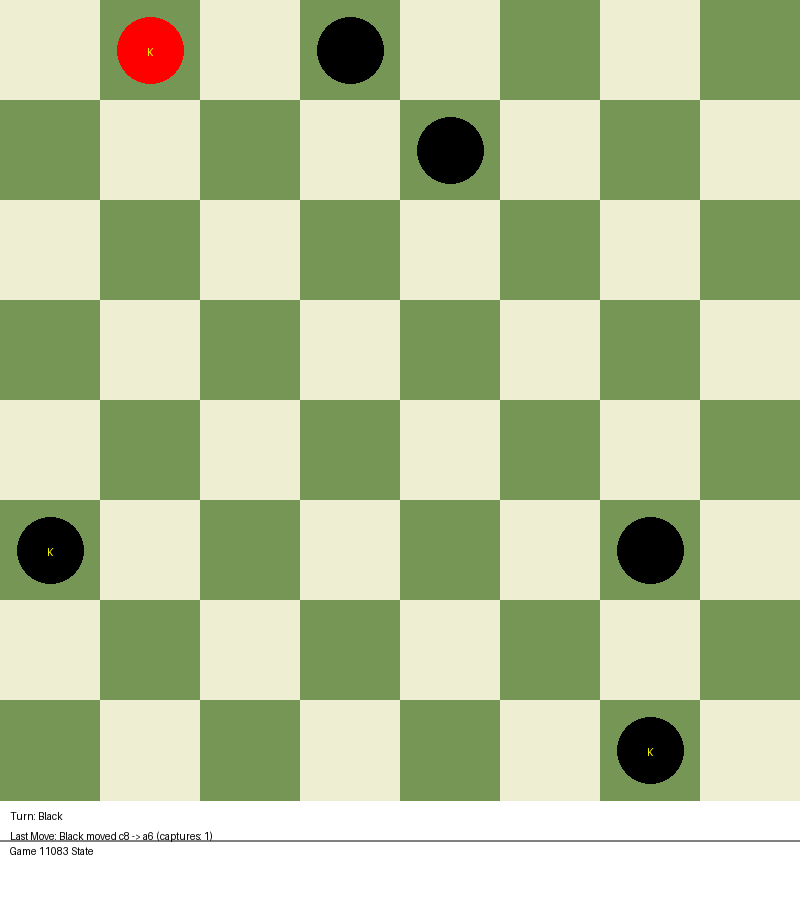 K
K
K
Turn: Black
Last Move: Black moved c8 -> a6 (captures: 1)
Game 11083 State